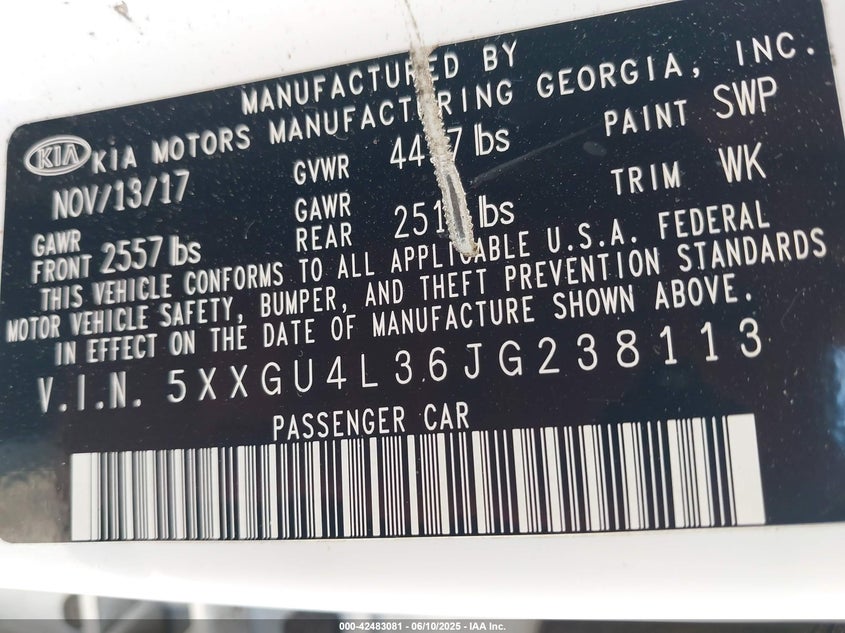 MANUFACTURED BY
KIA KIA MOTORS MANUFACTURING GEORGIA, INC.
NOV/13/17 GVWR lbs PAINT SWP
GAWR FRONT 2557 lbs GAWR REAR lbs TRIM WK
THIS VEHICLE CONFORMS TO ALL APPLICABLE U.S.A. FEDERAL
MOTOR VEHICLE SAFETY, BUMPER, AND THEFT PREVENTION STANDARDS
IN EFFECT ON THE DATE OF MANUFACTURE SHOWN ABOVE.
V.I.N. 5XXGU4L36JG238113
PASSENGER CAR
000-42483081 - 06/10/2025 - IAA Inc.